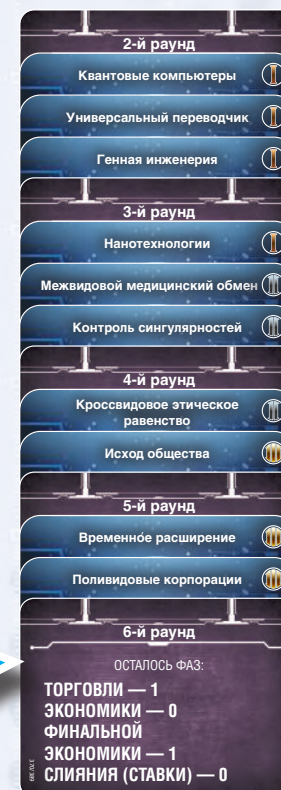 2-й раунд
Квантовые компьютеры
Универсальный переводчик
Генная инженерия
3-й раунд
Нанотехнологии
Межвидовой медицинский обмен
Контроль сингулярностей
4-й раунд
Кроссвидовое этическое
равенство
Исход общества
5-й раунд
Временно́е расширение
Поливидовые корпорации
6-й раунд
ОСТАЛОСЬ ФАЗ:
ТОРГОВЛИ — 1
ЭКОНОМИКИ — 0
ФИНАЛЬНОЙ
ЭКОНОМИКИ — 1
СЛИЯНИЯ (СТАВКИ) — 0